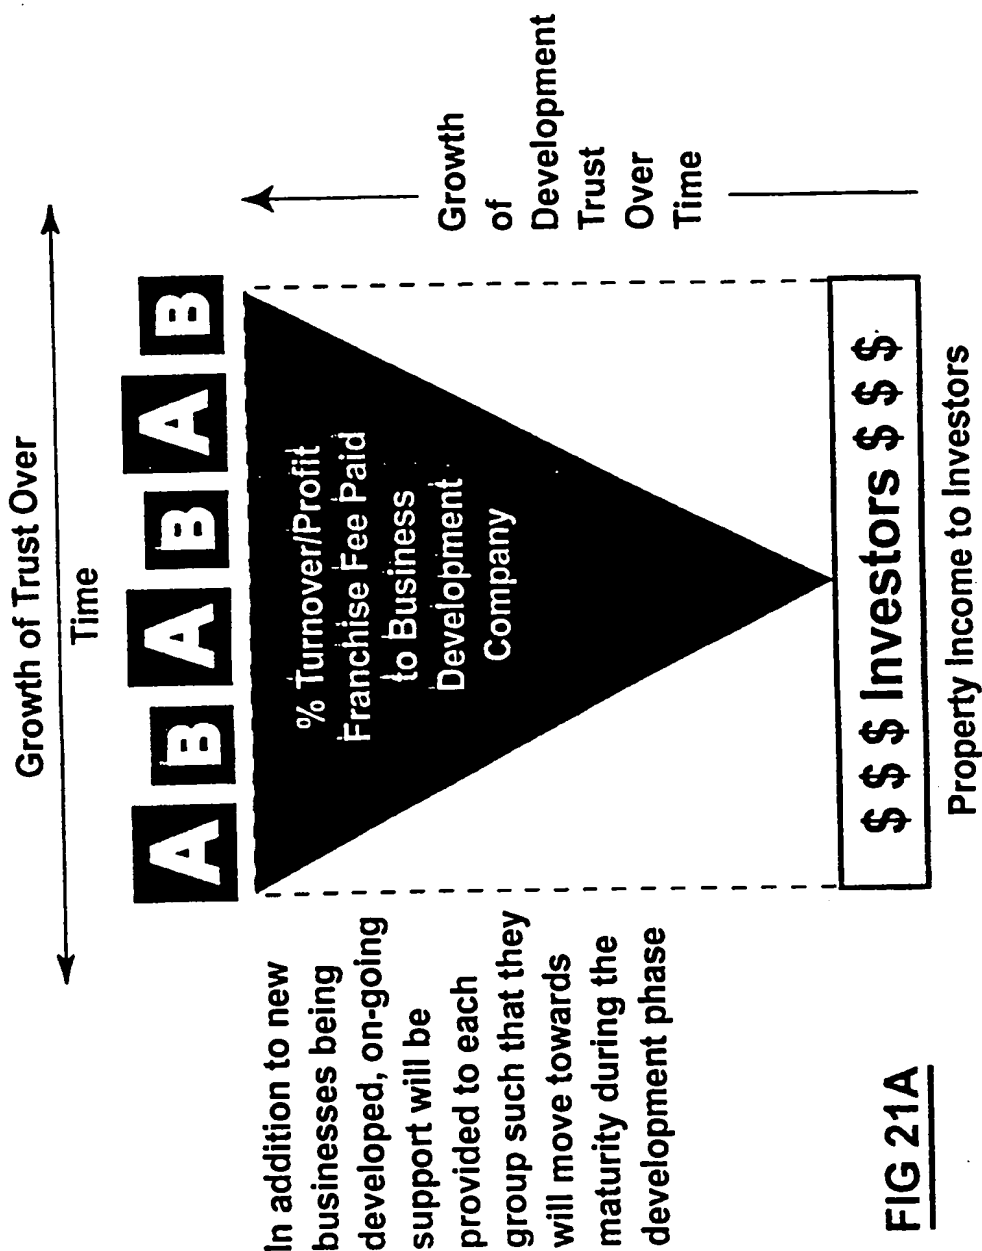 Growth of Trust Over
Time
A B A B A B
% Turnover/Profit
Franchise Fee Paid
to Business
Development
Company
Growth
of
Development
Trust
Over
Time
In addition to new
businesses being
developed, on-going
support will be
provided to each
group such that they
will move towards
maturity during the
development phase
$ $ $ Investors $ $ $
Property Income to Investors
FIG 21A